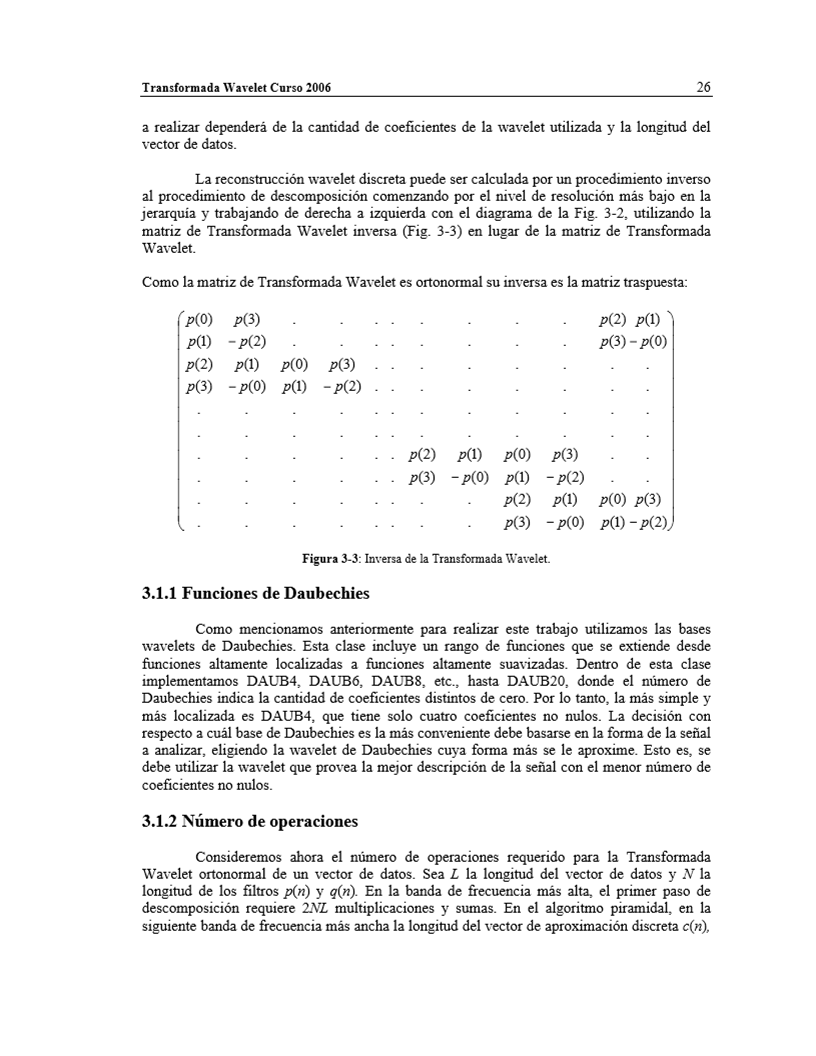 Transformada Wavelet Curso 2006 26
a realizar dependerá de la cantidad de coeficientes de la wavelet utilizada y la longitud del
vector de datos.
La reconstrucción wavelet discreta puede ser calculada por un procedimiento inverso
al procedimiento de descomposición comenzando por el nivel de resolución más bajo en la
jerarquía y trabajando de derecha a izquierda con el diagrama de la Fig. 3-2, utilizando la
matriz de Transformada Wavelet inversa (Fig. 3-3) en lugar de la matriz de Transformada
Wavelet.
Como la matriz de Transformada Wavelet es ortonormal su inversa es la matriz traspuesta:
p(0) p(3) . . . . . . . . p(2) p(1)
p(1) − p(2) . . . . . . . . p(3) − p(0)
p(2) p(1) p(0) p(3) . . . . . . . .
p(3) − p(0) p(1) − p(2) . . . . . . . .
. . . . . . . . . . . .
. . . . . . . . . . . .
. . . . . . p(2) p(1) p(0) p(3) . .
. . . . . . p(3) − p(0) p(1) − p(2) . .
. . . . . . . . p(2) p(1) p(0) p(3)
. . . . . . . . p(3) − p(0) p(1) − p(2)
Figura 3-3: Inversa de la Transformada Wavelet.
3.1.1 Funciones de Daubechies
Como mencionamos anteriormente para realizar este trabajo utilizamos las bases
wavelets de Daubechies. Esta clase incluye un rango de funciones que se extiende desde
funciones altamente localizadas a funciones altamente suavizadas. Dentro de esta clase
implementamos DAUB4, DAUB6, DAUB8, etc., hasta DAUB20, donde el número de
Daubechies indica la cantidad de coeficientes distintos de cero. Por lo tanto, la más simple y
más localizada es DAUB4, que tiene solo cuatro coeficientes no nulos. La decisión con
respecto a cuál base de Daubechies es la más conveniente debe basarse en la forma de la señal
a analizar, eligiendo la wavelet de Daubechies cuya forma más se le aproxime. Esto es, se
debe utilizar la wavelet que provea la mejor descripción de la señal con el menor número de
coeficientes no nulos.
3.1.2 Número de operaciones
Consideremos ahora el número de operaciones requerido para la Transformada
Wavelet ortonormal de un vector de datos. Sea L la longitud del vector de datos y N la
longitud de los filtros p(n) y q(n). En la banda de frecuencia más alta, el primer paso de
descomposición requiere 2NL multiplicaciones y sumas. En el algoritmo piramidal, en la
siguiente banda de frecuencia más ancha la longitud del vector de aproximación discreta c(n),